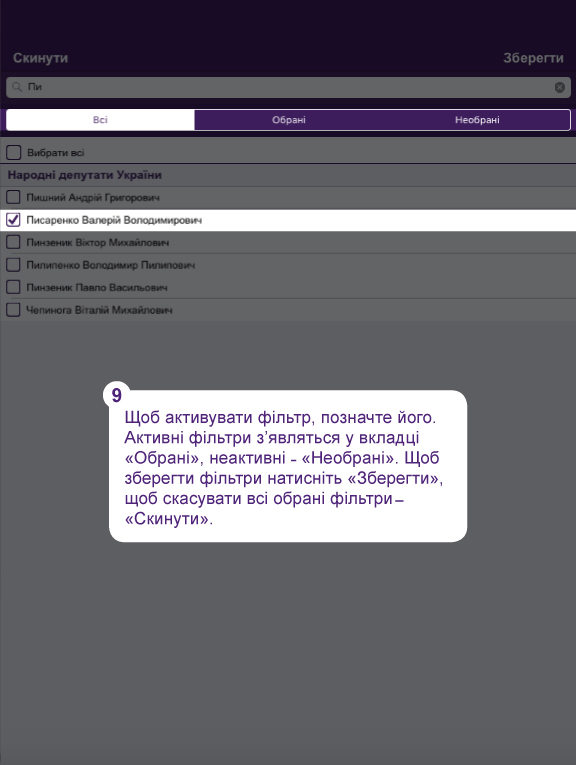 Скинути Зберегти
Пи
Всі Обрані Необрані
Вибрати всі
Народні депутати України
Пишний Андрій Григорович
Писаренко Валерій Володимирович
Пинзеник Віктор Михайлович
Пилипенко Володимир Пилипович
Пинзеник Павло Васильович
Чепинога Віталій Михайлович
9
Щоб активувати фільтр, позначте його.
Активні фільтри з’являться у вкладці
«Обрані», неактивні - «Необрані». Щоб
зберегти фільтри натисніть «Зберегти»,
щоб скасувати всі обрані фільтри–
«Скинути».